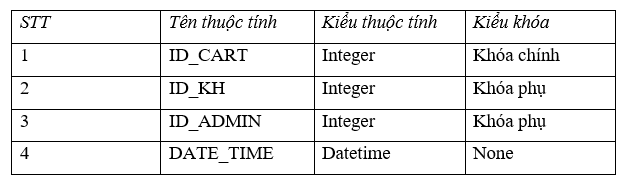 STT Tên thuộc tính Kiểu thuộc tính Kiểu khóa
1 ID_CART Integer Khóa chính
2 ID_KH Integer Khóa phụ
3 ID_ADMIN Integer Khóa phụ
4 DATE_TIME Datetime None